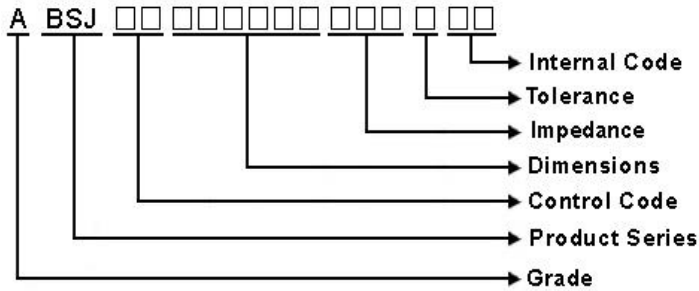 A BSJ □□ □□□□□□ □□□ □ □□
Internal Code
Tolerance
Impedance
Dimensions
Control Code
Product Series
Grade